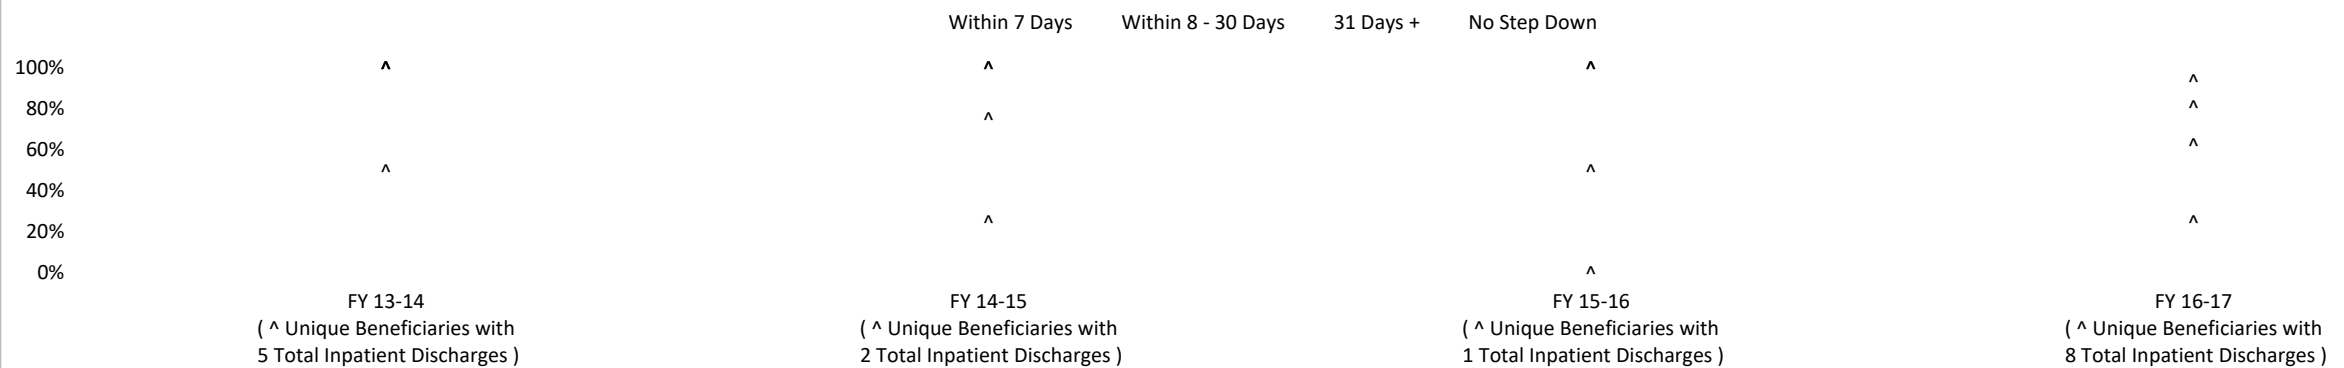 Within 7 Days Within 8 - 30 Days 31 Days + No Step Down
100% ^ ^ ^
^
80% ^
^
60% ^
^ ^
40%
^ ^
20%
0% ^
FY 13-14 FY 14-15 FY 15-16 FY 16-17
( ^ Unique Beneficiaries with ( ^ Unique Beneficiaries with ( ^ Unique Beneficiaries with ( ^ Unique Beneficiaries with
5 Total Inpatient Discharges ) 2 Total Inpatient Discharges ) 1 Total Inpatient Discharges ) 8 Total Inpatient Discharges )